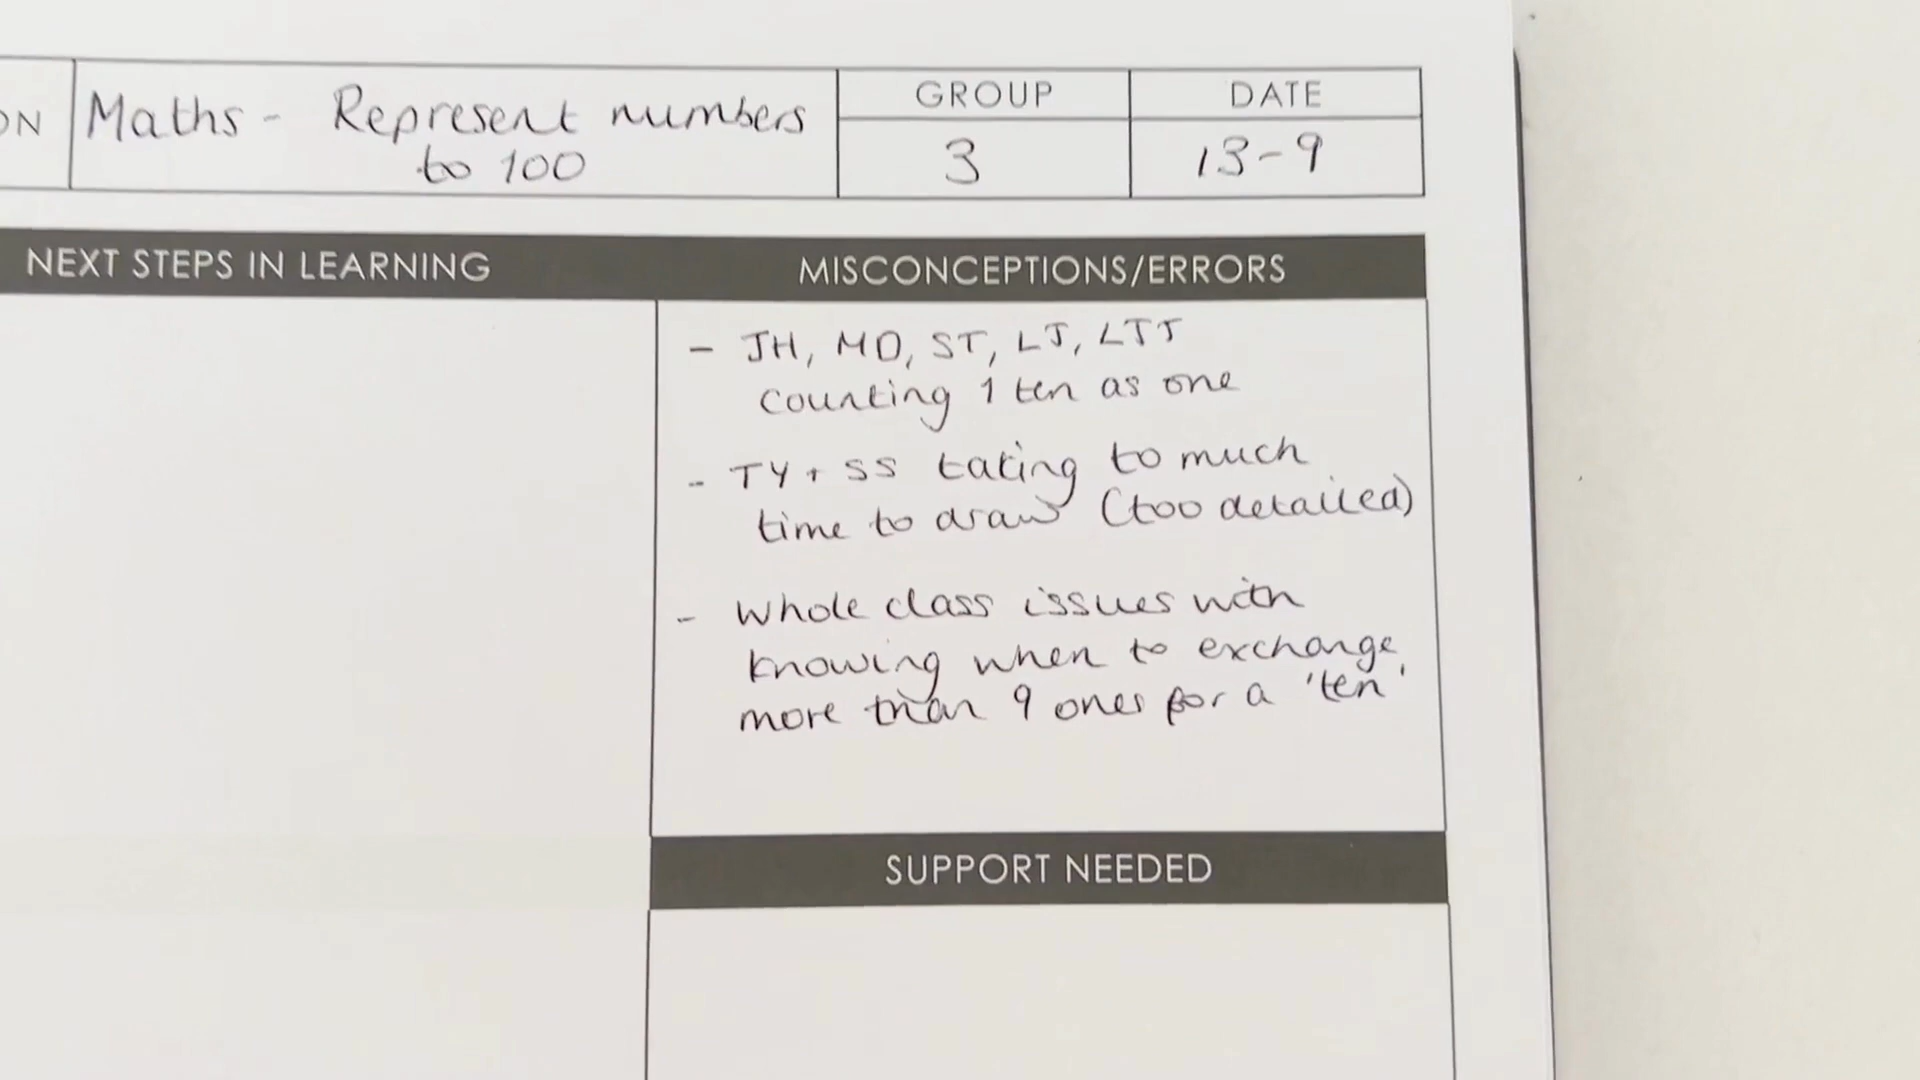 ON
Maths - Represent numbers
to 100
GROUP
DATE
3
13-9
NEXT STEPS IN LEARNING
MISCONCEPTIONS/ERRORS
- JH, MD, ST, LJ, LTJ
counting 1 ten as one
- TY + SS taking to much
time to draw (too detailed)
- Whole class issues with
knowing when to exchange
more than 9 ones for a 'ten'
SUPPORT NEEDED